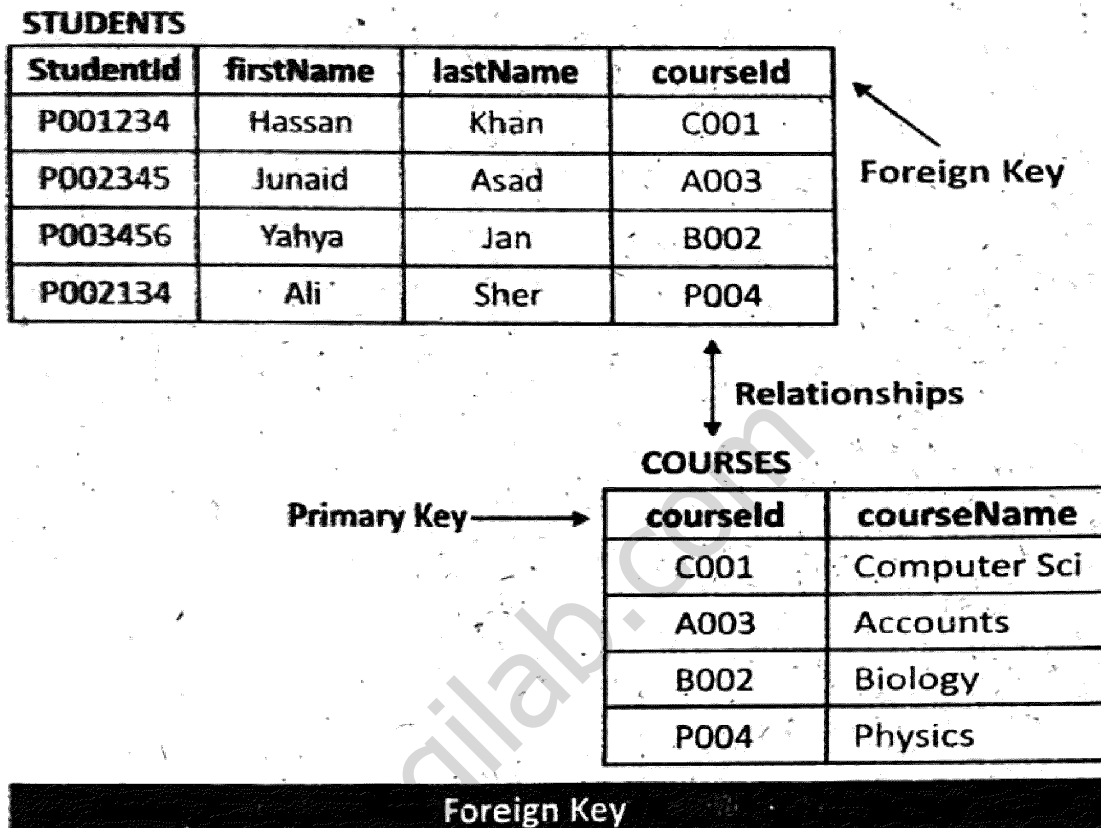 STUDENTS
StudentId firstName lastName courseId
P001234 Hassan Khan C001
P002345 Junaid Asad A003
P003456 Yahya Jan B002
P002134 Ali Sher P004
Foreign Key
Relationships
COURSES
Primary Key
courseId courseName
C001 Computer Sci
A003 Accounts
B002 Biology
P004 Physics
gilab.com
Foreign Key